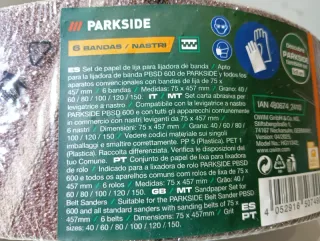 /// PARKSIDE
6 BANDAS / NASTRI
ES Set de papel de lija para lijadora de banda / Apto
para la lijadora de banda PBSD 600 de PARKSIDE y todos los
aparatos convencionales con bandas de lija de 75 x
457 mm / 6 bandas / Medidas: 75 x 457 mm / Grano: 40 /
60 / 80 / 100 / 120 / 150. IT / MT Set carta abrasiva per
levigatrice a nastro / Compatibile con la levigatrice a nastro
PARKSIDE PBSD 600 e con tutti gli apparecchi comunemente
in commercio con nastri levigati da 75 x 457 mm /
6 nastri / Dimensioni: 75 x 457 mm / Grana: 40 / 60 / 80 /
100 / 120 / 150 / Vedere codici materiale sui singoli
imballaggi e smaltire correttamente. PP 5 (Plastica), PET 1
(Plastica). Raccolta differenziata. Verifica le disposizioni del
tuo Comune. PT Conjunto de papel de lixa para lixadora
de rolo / Indicado para a lixadora de rolo PARKSIDE PBSD
600 e todos os aparelhos comuns com rolos de lixa de 75 x
457 mm / 6 rolos / Medidas: 75 x 457 mm / Grão: 40 / 60 /
80 / 100 / 120 / 150. GB / MT Sandpaper Set for
Belt Sanders / Suitable for the PARKSIDE Belt Sander PBSD
600 and all standard sanders with sanding belts of 75 x
457 mm / 6 belts / Dimensions: 75 x 457 mm / Grit
sizes: 40 / 60 / 80 / 100 / 120 / 150.
ES
PT
OWIM GmbH & Co. KG
74167 Neckarsulm